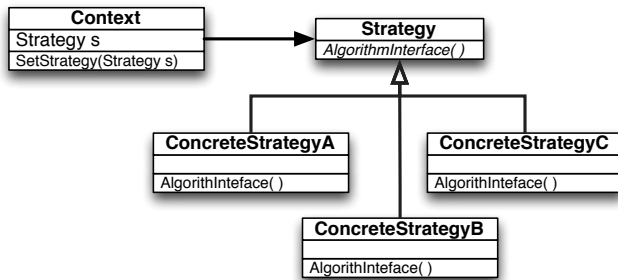 Context
Strategy s
SetStrategy(Strategy s)
Strategy
AlgorithmInterface( )
ConcreteStrategyA
AlgorithInteface( )
ConcreteStrategyC
AlgorithInteface( )
ConcreteStrategyB
AlgorithInteface( )